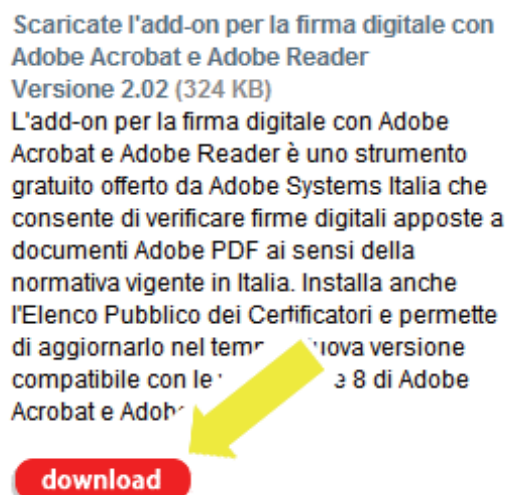 Scaricate l'add-on per la firma digitale con
Adobe Acrobat e Adobe Reader
Versione 2.02 (324 KB)
L'add-on per la firma digitale con Adobe
Acrobat e Adobe Reader è uno strumento
gratuito offerto da Adobe Systems Italia che
consente di verificare firme digitali apposte a
documenti Adobe PDF ai sensi della
normativa vigente in Italia. Installa anche
l'Elenco Pubblico dei Certificatori e permette
di aggiornarlo nel versione
compatibile con le 8 di Adobe
Acrobat e
download